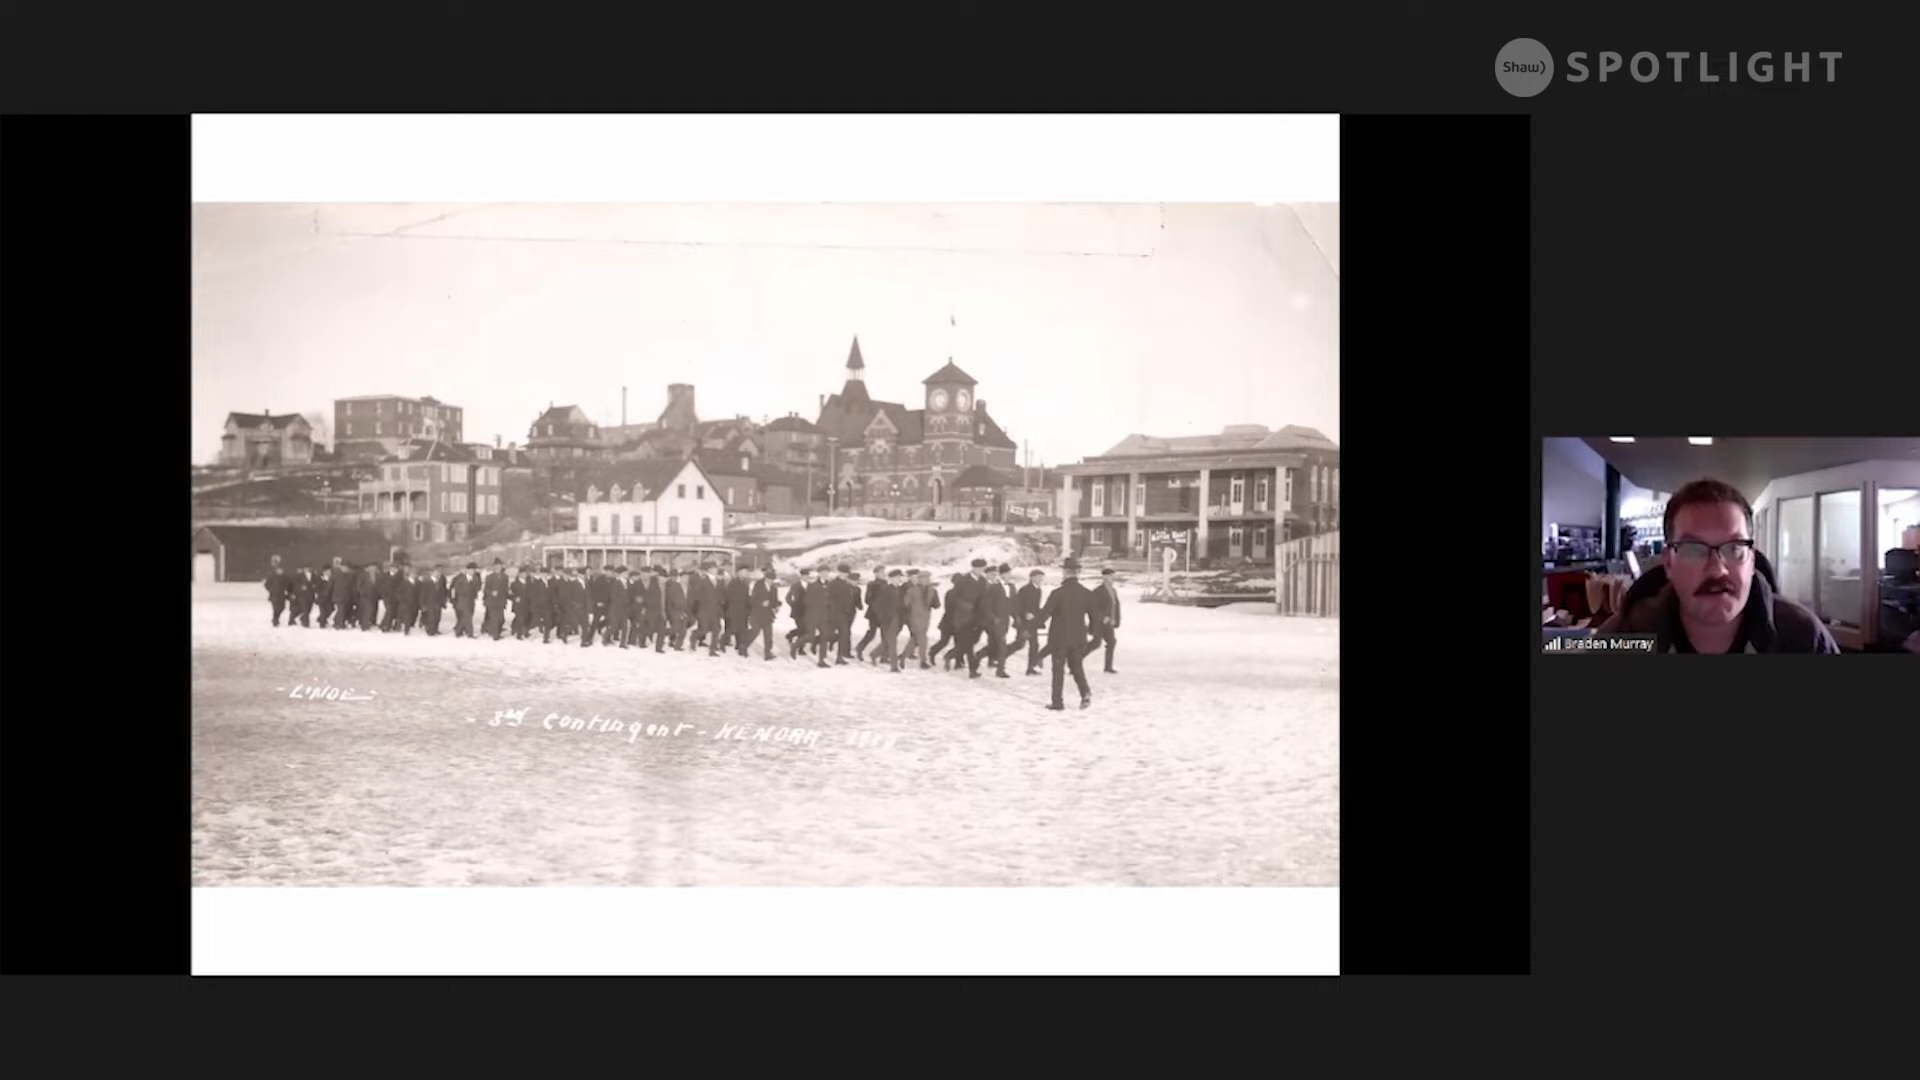 Shaw) SPOTLIGHT
- LINDE -
- 3rd contingent - KENORA
Braden Murray